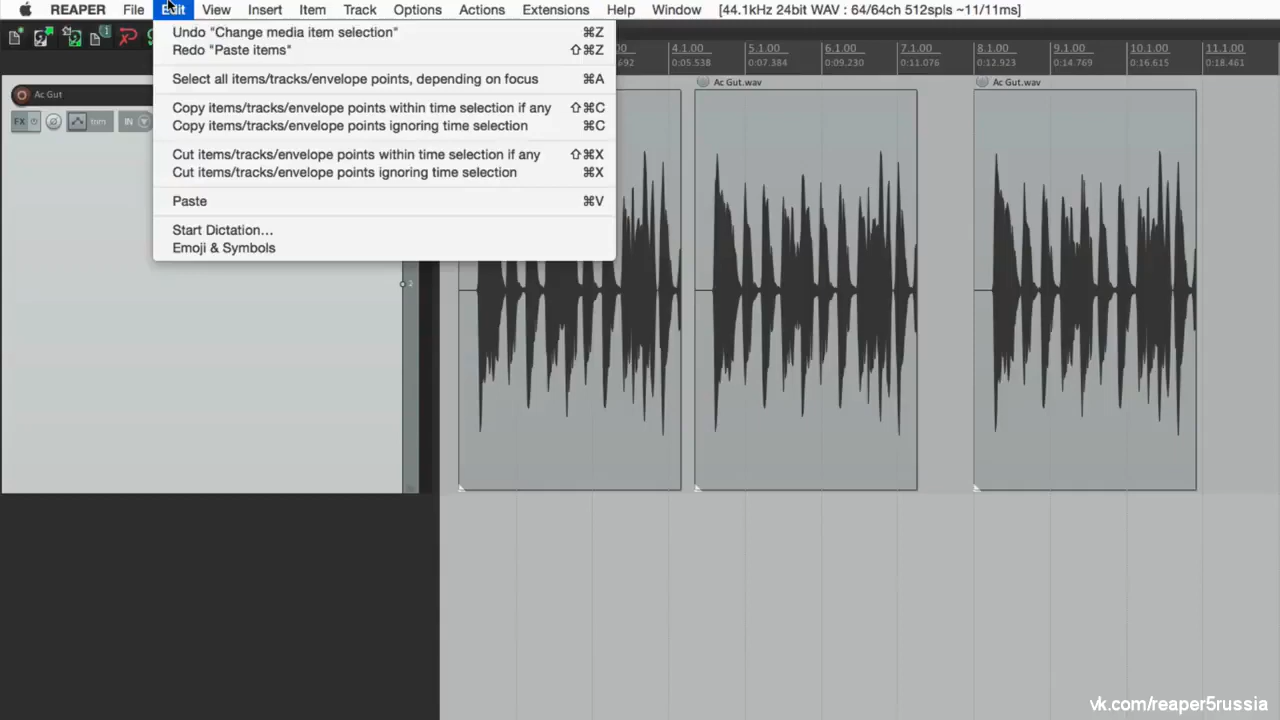 REAPER File Edit View Insert Item Track Options Actions Extensions Help Window [44.1kHz 24bit WAV : 64/64ch 512spls ~11/11ms]
Undo "Change media item selection" ⌘Z
Redo "Paste items" ⇧⌘Z
Select all items/tracks/envelope points, depending on focus ⌘A
Copy items/tracks/envelope points within time selection if any ⇧⌘C
Copy items/tracks/envelope points ignoring time selection ⌘C
Cut items/tracks/envelope points within time selection if any ⇧⌘X
Cut items/tracks/envelope points ignoring time selection ⌘X
Paste ⌘V
Start Dictation...
Emoji & Symbols
.00 4.1.00 5.1.00 6.1.00 7.1.00 8.1.00 9.1.00 10.1.00 11.1.00
.692 0:05.538 0:07.384 0:09.230 0:11.076 0:12.923 0:14.769 0:16.615 0:18.461
Ac Gut.wav Ac Gut.wav
Ac Gut
FX trim IN
2
vk.com/reaper5russia